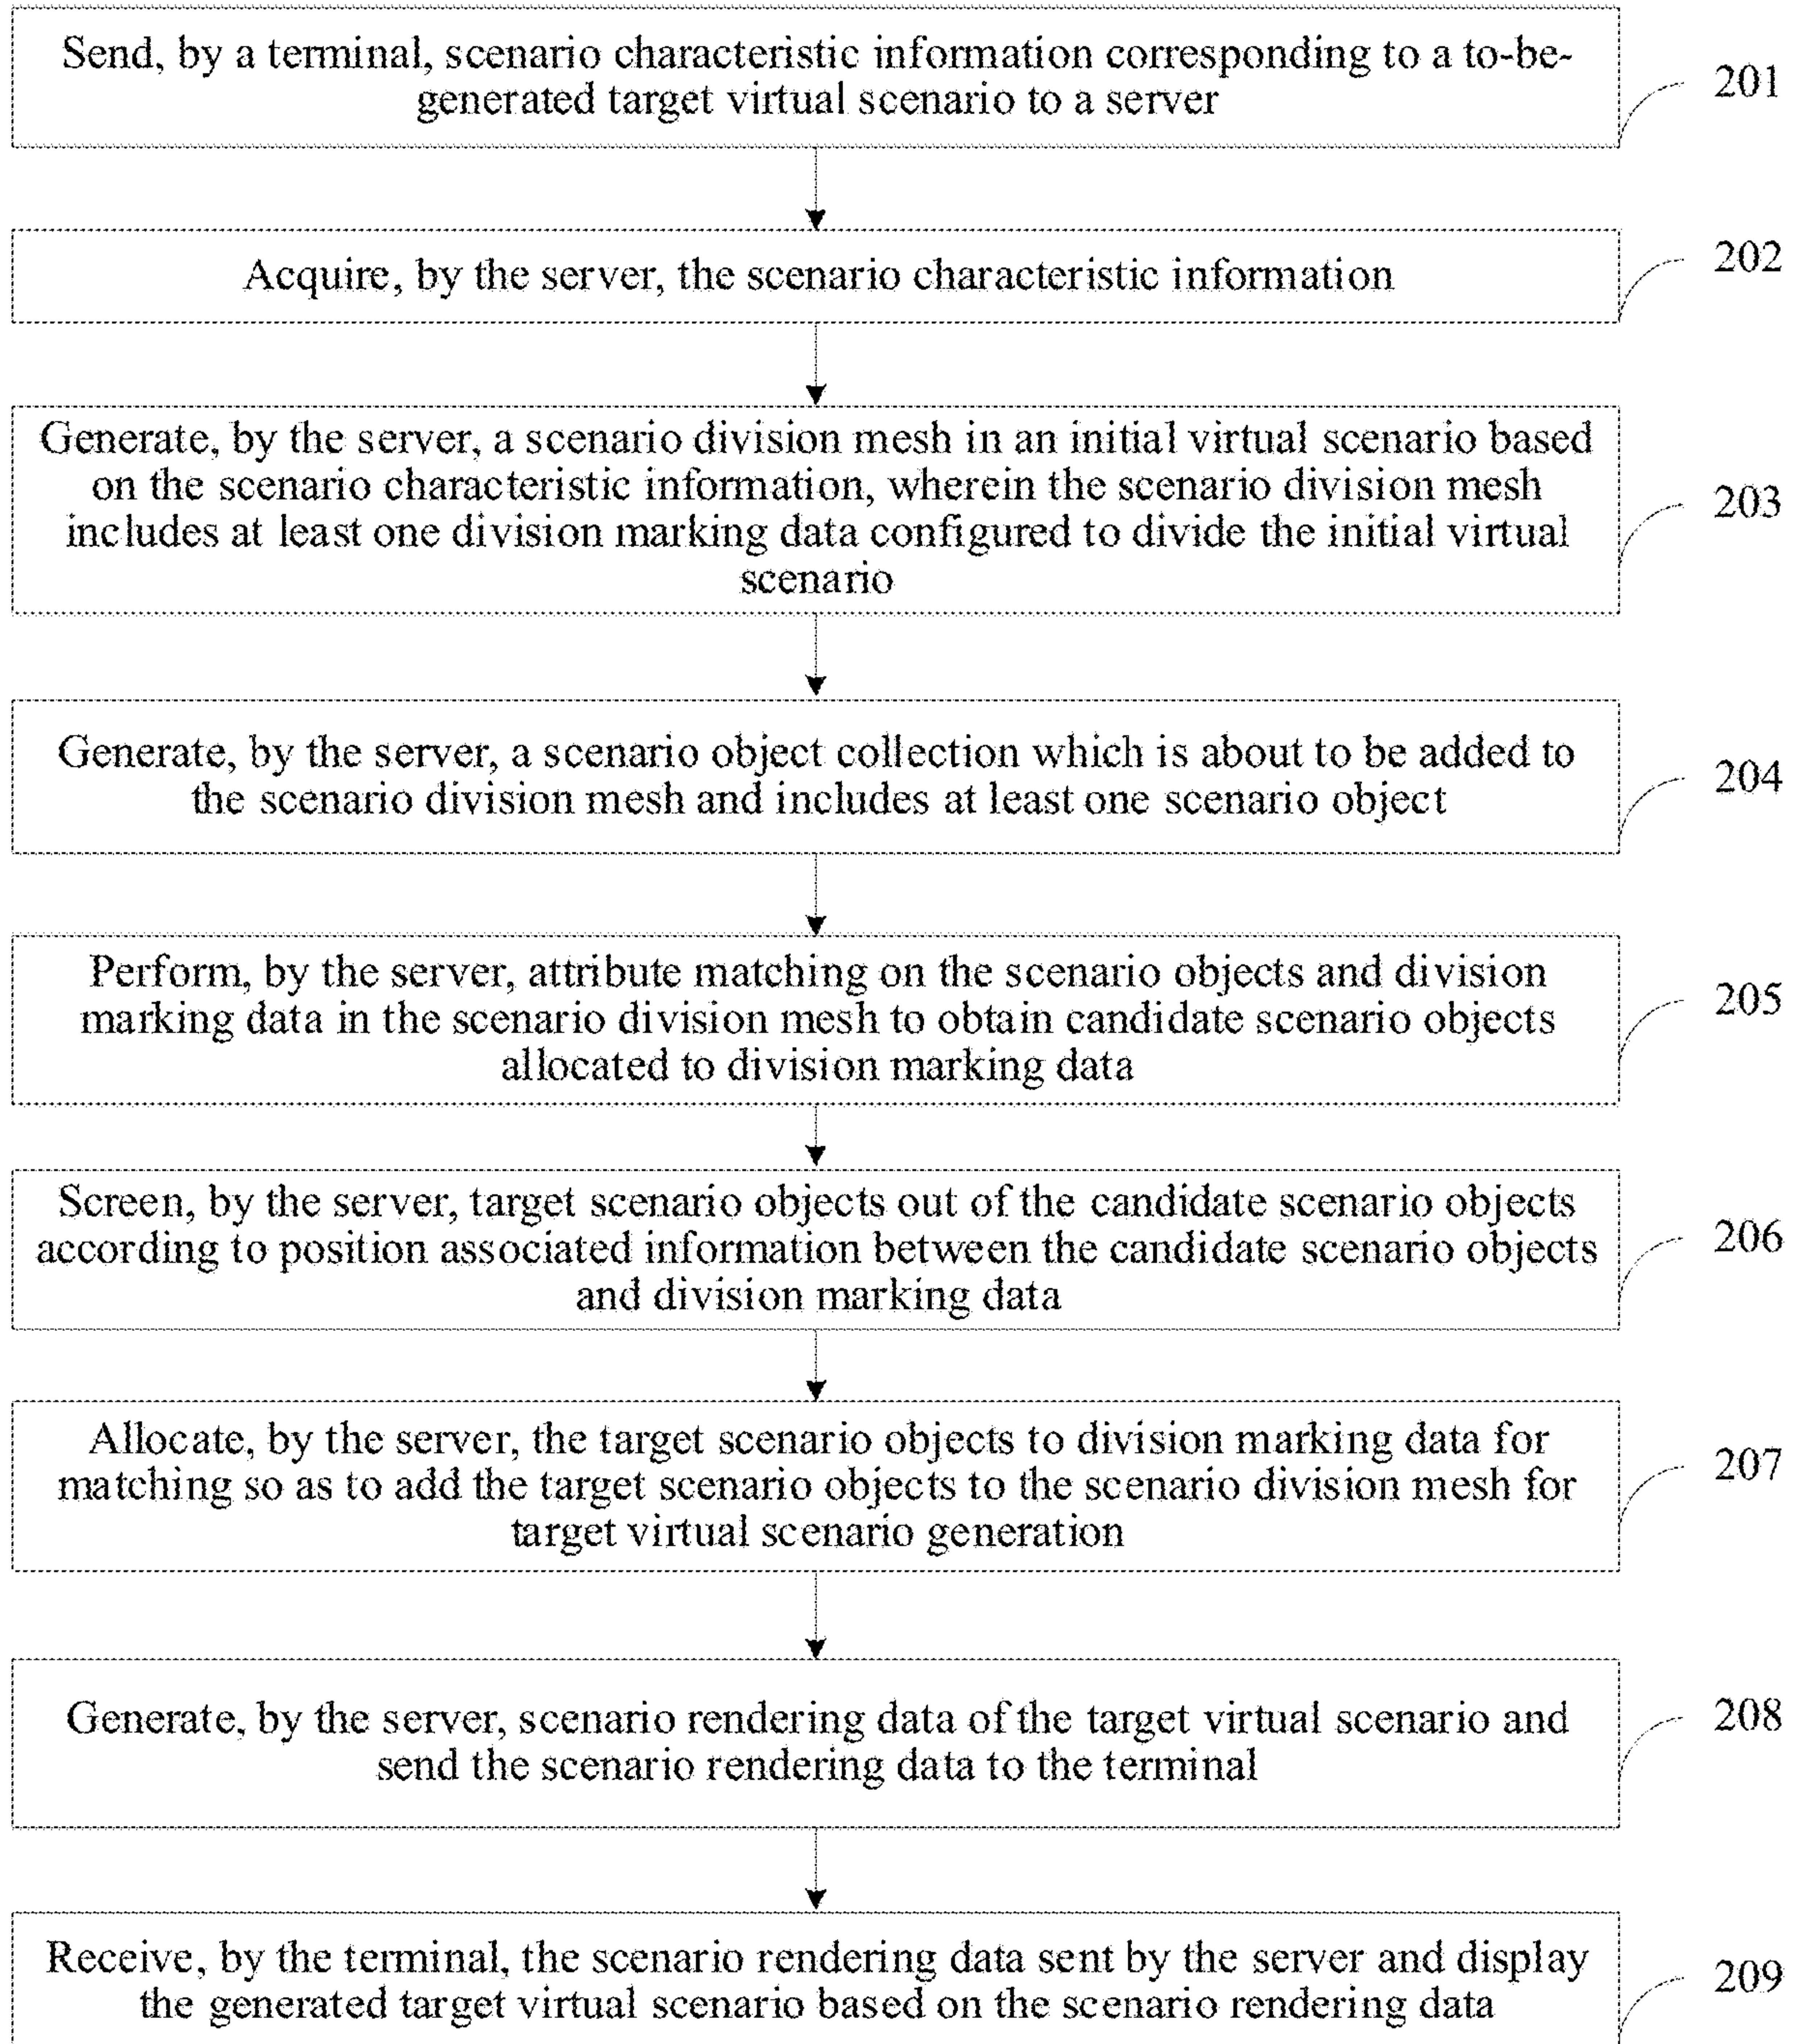 Send, by a terminal, scenario characteristic information corresponding to a to-be-
generated target virtual scenario to a server
201
Acquire, by the server, the scenario characteristic information
202
Generate, by the server, a scenario division mesh in an initial virtual scenario based
on the scenario characteristic information, wherein the scenario division mesh
includes at least one division marking data configured to divide the initial virtual
scenario
203
Generate, by the server, a scenario object collection which is about to be added to
the scenario division mesh and includes at least one scenario object
204
Perform, by the server, attribute matching on the scenario objects and division
marking data in the scenario division mesh to obtain candidate scenario objects
allocated to division marking data
205
Screen, by the server, target scenario objects out of the candidate scenario objects
according to position associated information between the candidate scenario objects
and division marking data
206
Allocate, by the server, the target scenario objects to division marking data for
matching so as to add the target scenario objects to the scenario division mesh for
target virtual scenario generation
207
Generate, by the server, scenario rendering data of the target virtual scenario and
send the scenario rendering data to the terminal
208
Receive, by the terminal, the scenario rendering data sent by the server and display
the generated target virtual scenario based on the scenario rendering data
209